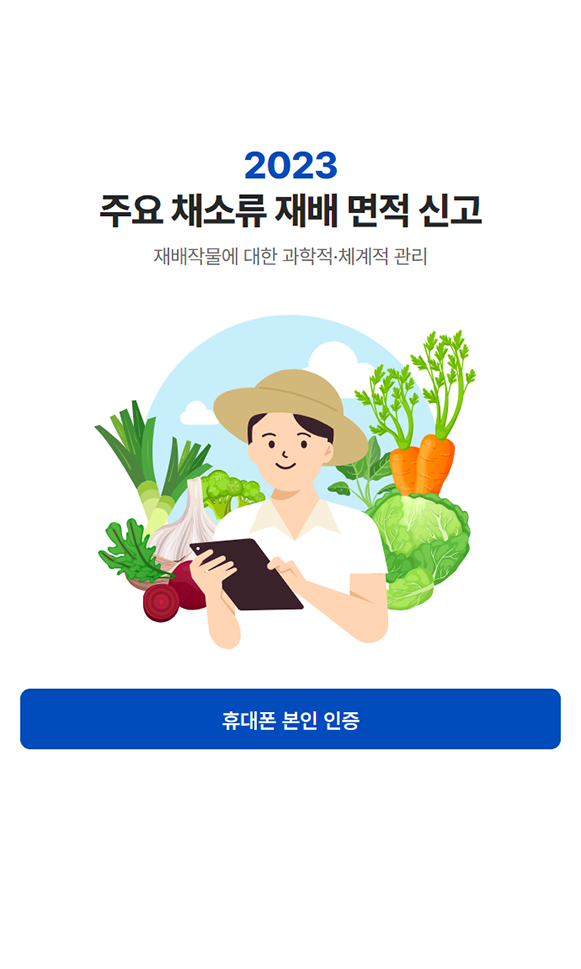 2023
주요 채소류 재배 면적 신고
재배작물에 대한 과학적·체계적 관리
휴대폰 본인 인증